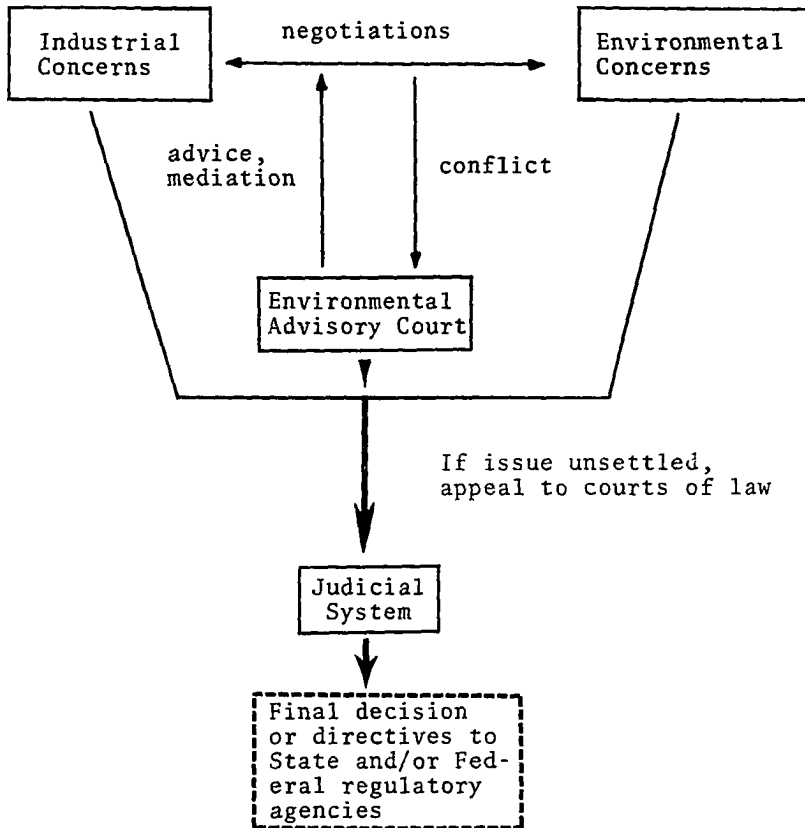 Industrial
Concerns
negotiations
Environmental
Concerns
advice,
mediation
conflict
Environmental
Advisory Court
If issue unsettled,
appeal to courts of law
Judicial
System
Final decision
or directives to
State and/or Fed-
eral regulatory
agencies